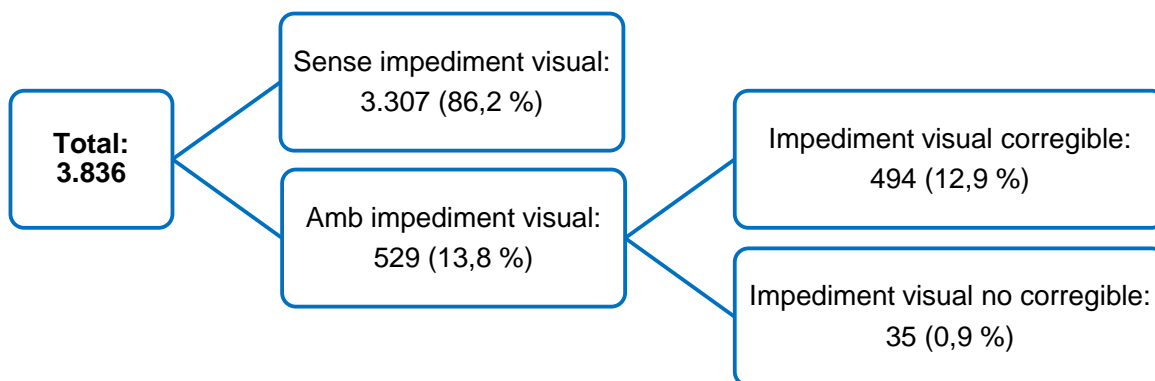 Total:
3.836
Sense impediment visual:
3.307 (86,2 %)
Amb impediment visual:
529 (13,8 %)
Impediment visual corregible:
494 (12,9 %)
Impediment visual no corregible:
35 (0,9 %)